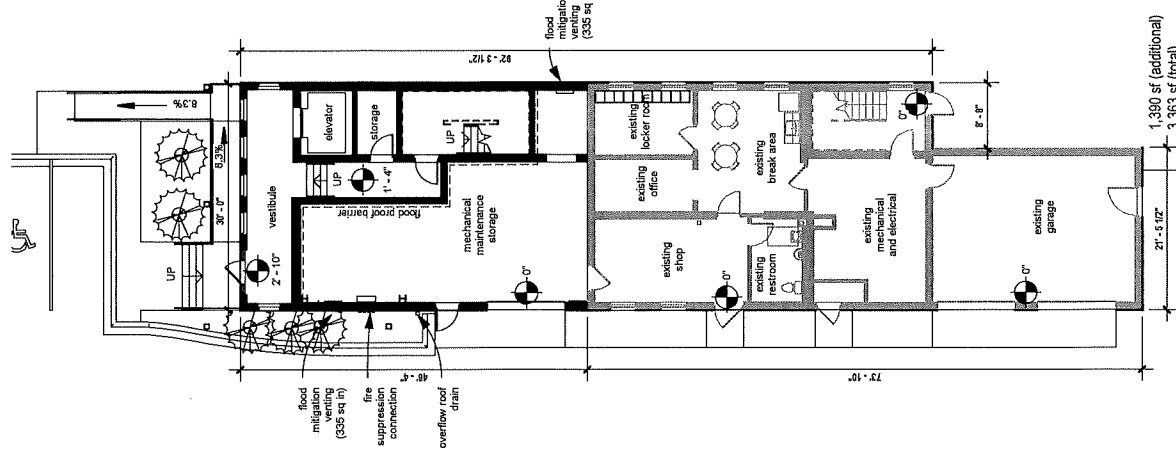 8.3%
8.3%
30' - 0"
UP
vestibule
2' - 10"
elevator
storage
UP
1' - 4"
UP
flood proof barrier
mechanical
maintenance
storage
0"
flood
mitigation
venting
(335 sq
92' - 3 1/2"
flood
mitigation
venting
(335 sq in)
fire
suppression
connection
overflow roof
drain
existing
locker room
existing
office
existing
break area
existing
shop
existing
restroom
0"
existing
mechanical
and electrical
0"
8' - 8"
existing
garage
0"
73' - 10"
21' - 5 1/2"
1,390 sf (additional)
3,363 sf (total)